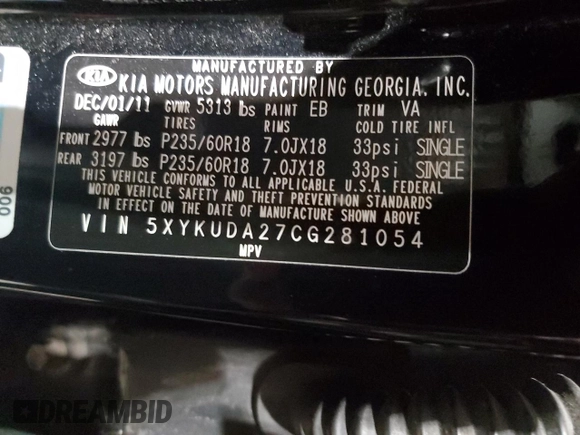 MANUFACTURED BY
KIA KIA MOTORS MANUFACTURING GEORGIA, INC.
DEC/01/11 GVWR 5313 lbs PAINT EB TRIM VA
GAWR TIRES RIMS COLD TIRE INFL
FRONT 2977 lbs P235/60R18 7.0JX18 33psi SINGLE
REAR 3197 lbs P235/60R18 7.0JX18 33psi SINGLE
THIS VEHICLE CONFORMS TO ALL APPLICABLE U.S.A. FEDERAL
MOTOR VEHICLE SAFETY AND THEFT PREVENTION STANDARDS
IN EFFECT ON THE DATE OF MANUFACTURE SHOWN ABOVE
VIN 5XYKUDA27CG281054
MPV
006
DREAMBID